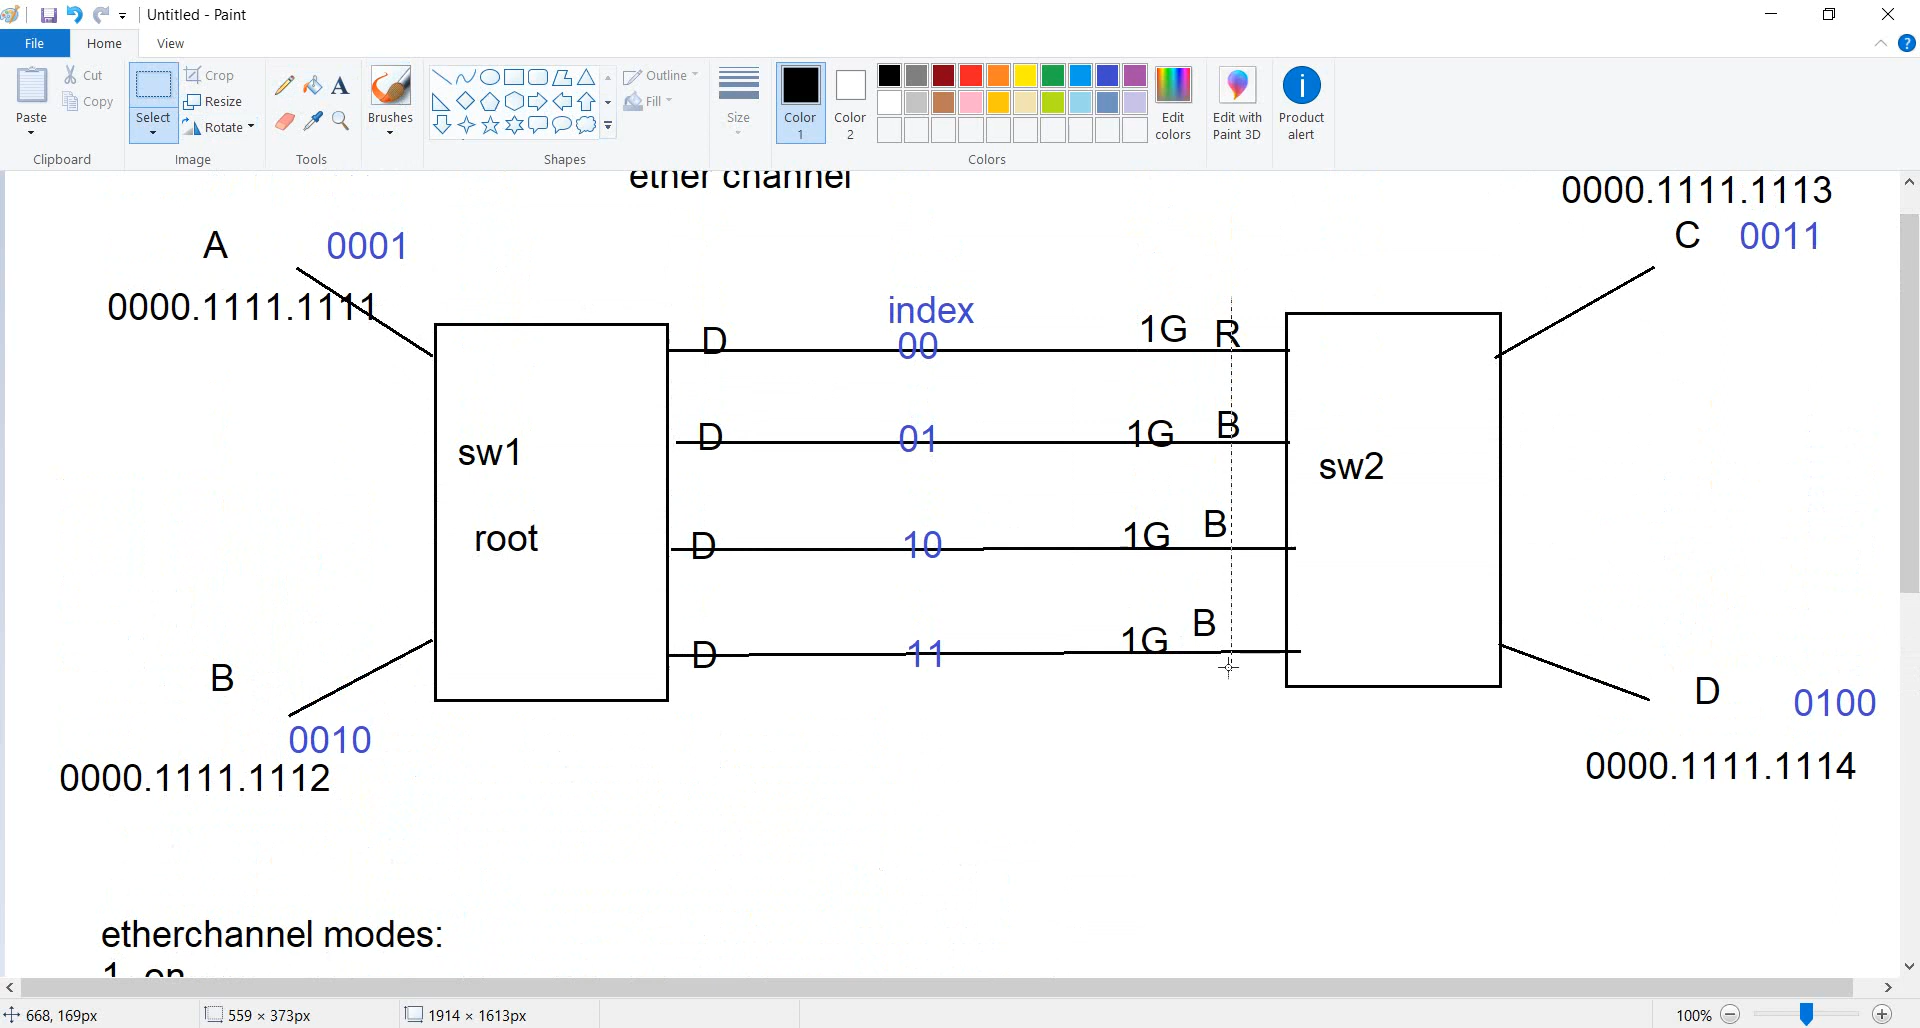 Untitled - Paint
File Home View
Paste
Cut
Copy
Clipboard
Select
Crop
Resize
Rotate
Image
Tools
Brushes
Outline
Fill
Shapes
Size
Color 1
Color 2
Edit colors
Colors
Edit with Paint 3D
Product alert
ether channel
0000.1111.1113
A 0001
C 0011
0000.1111.1111
index
D 00 1G R
D 01 1G B
sw1
sw2
root
D 10 1G B
D 11 1G B
B
D 0100
0010
0000.1111.1112
0000.1111.1114
etherchannel modes:
1. on
668, 169px
559 × 373px
1914 × 1613px
100%